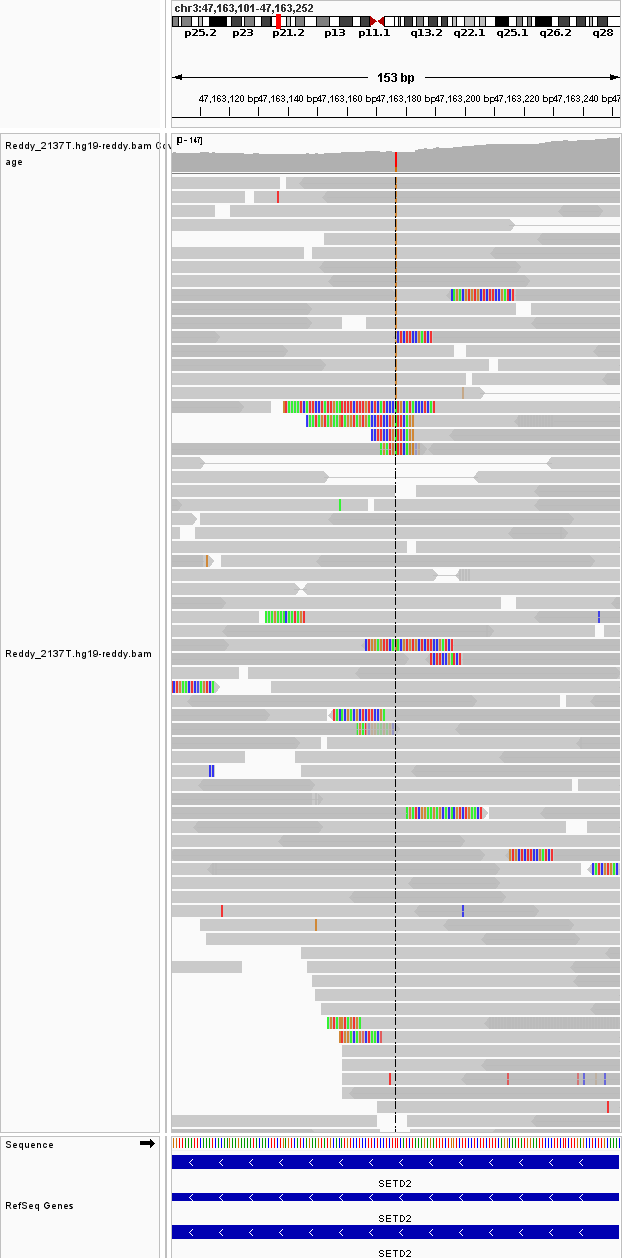 chr3:47,163,101-47,163,252
p25.2 p23 p21.2 p13 p11.1 q13.2 q22.1 q25.1 q26.2 q28
153 bp
47,163,120 bp 47,163,140 bp 47,163,160 bp 47,163,180 bp 47,163,200 bp 47,163,220 bp 47,163,240 bp 47
[0 - 147]
Reddy_2137T.hg19-reddy.bam Cov
age
Reddy_2137T.hg19-reddy.bam
Sequence
SETD2
RefSeq Genes
SETD2
SETD2